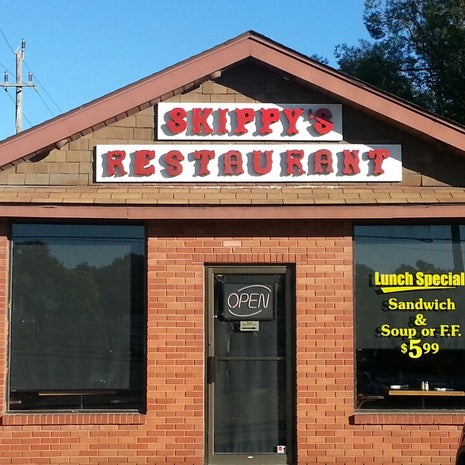 SKIPPY'S
RESTAURANT
OPEN
Lunch Special
Sandwich
&
Soup or F.F.
$5.99